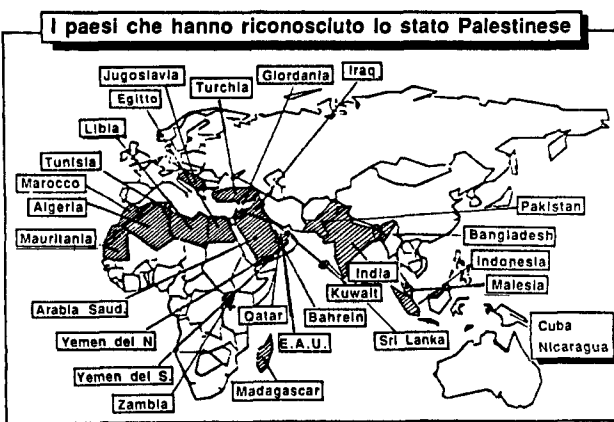 I paesi che hanno riconosciuto lo stato Palestinese
Jugoslavia
Giordania
Iraq
Turchia
Egitto
Libia
Tunisia
Marocco
Algeria
Mauritania
Pakistan
Bangladesh
Indonesia
India
Malesia
Kuwait
Arabia Saud.
Qatar
Bahrein
Cuba
Nicaragua
Yemen del N
E.A.U.
Sri Lanka
Yemen del S.
Madagascar
Zambia